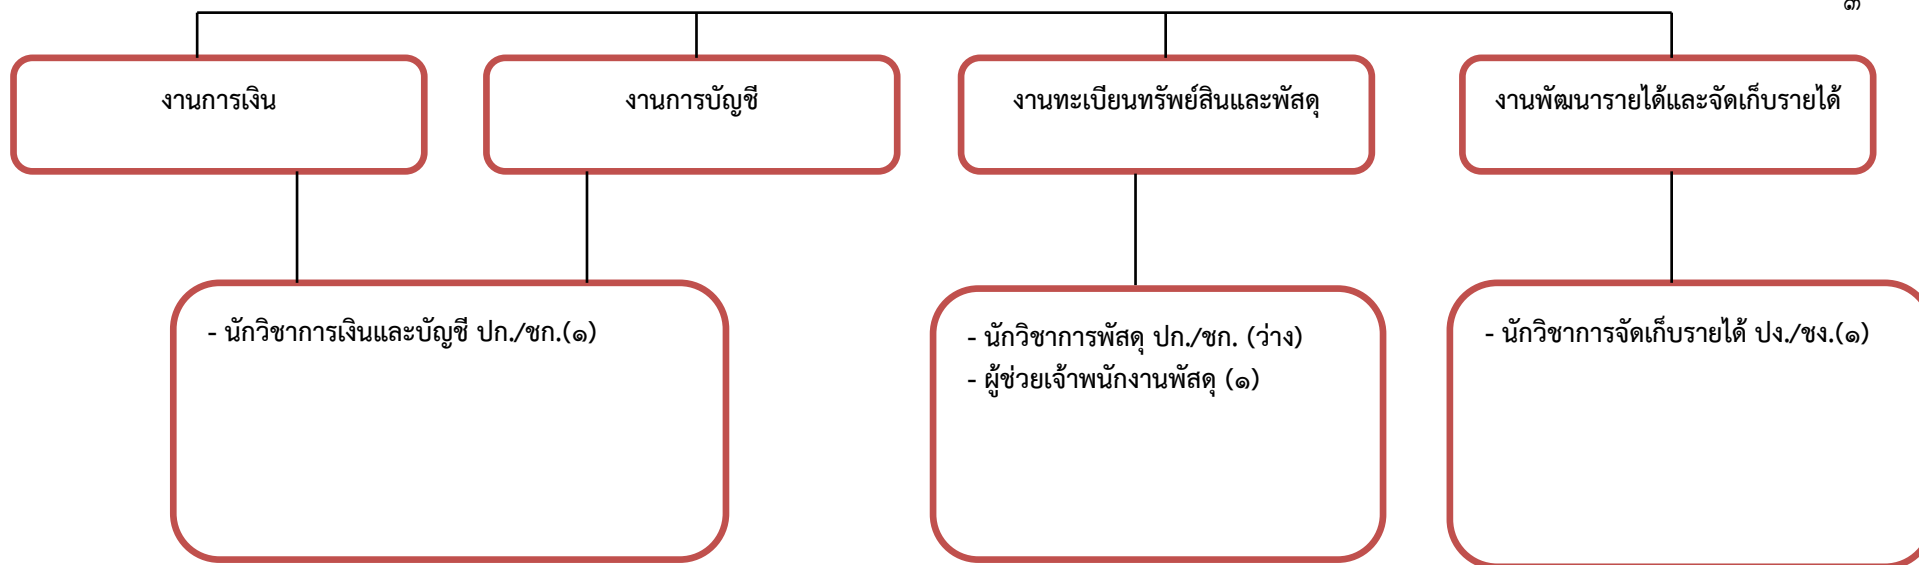 ๓
งานการเงิน
งานการบัญชี
งานทะเบียนทรัพย์สินและพัสดุ
งานพัฒนารายได้และจัดเก็บรายได้
- นักวิชาการเงินและบัญชี ปก./ชก.(๑)
- นักวิชาการพัสดุ ปก./ชก. (ว่าง)
- ผู้ช่วยเจ้าพนักงานพัสดุ (๑)
- นักวิชาการจัดเก็บรายได้ ปง./ชง.(๑)